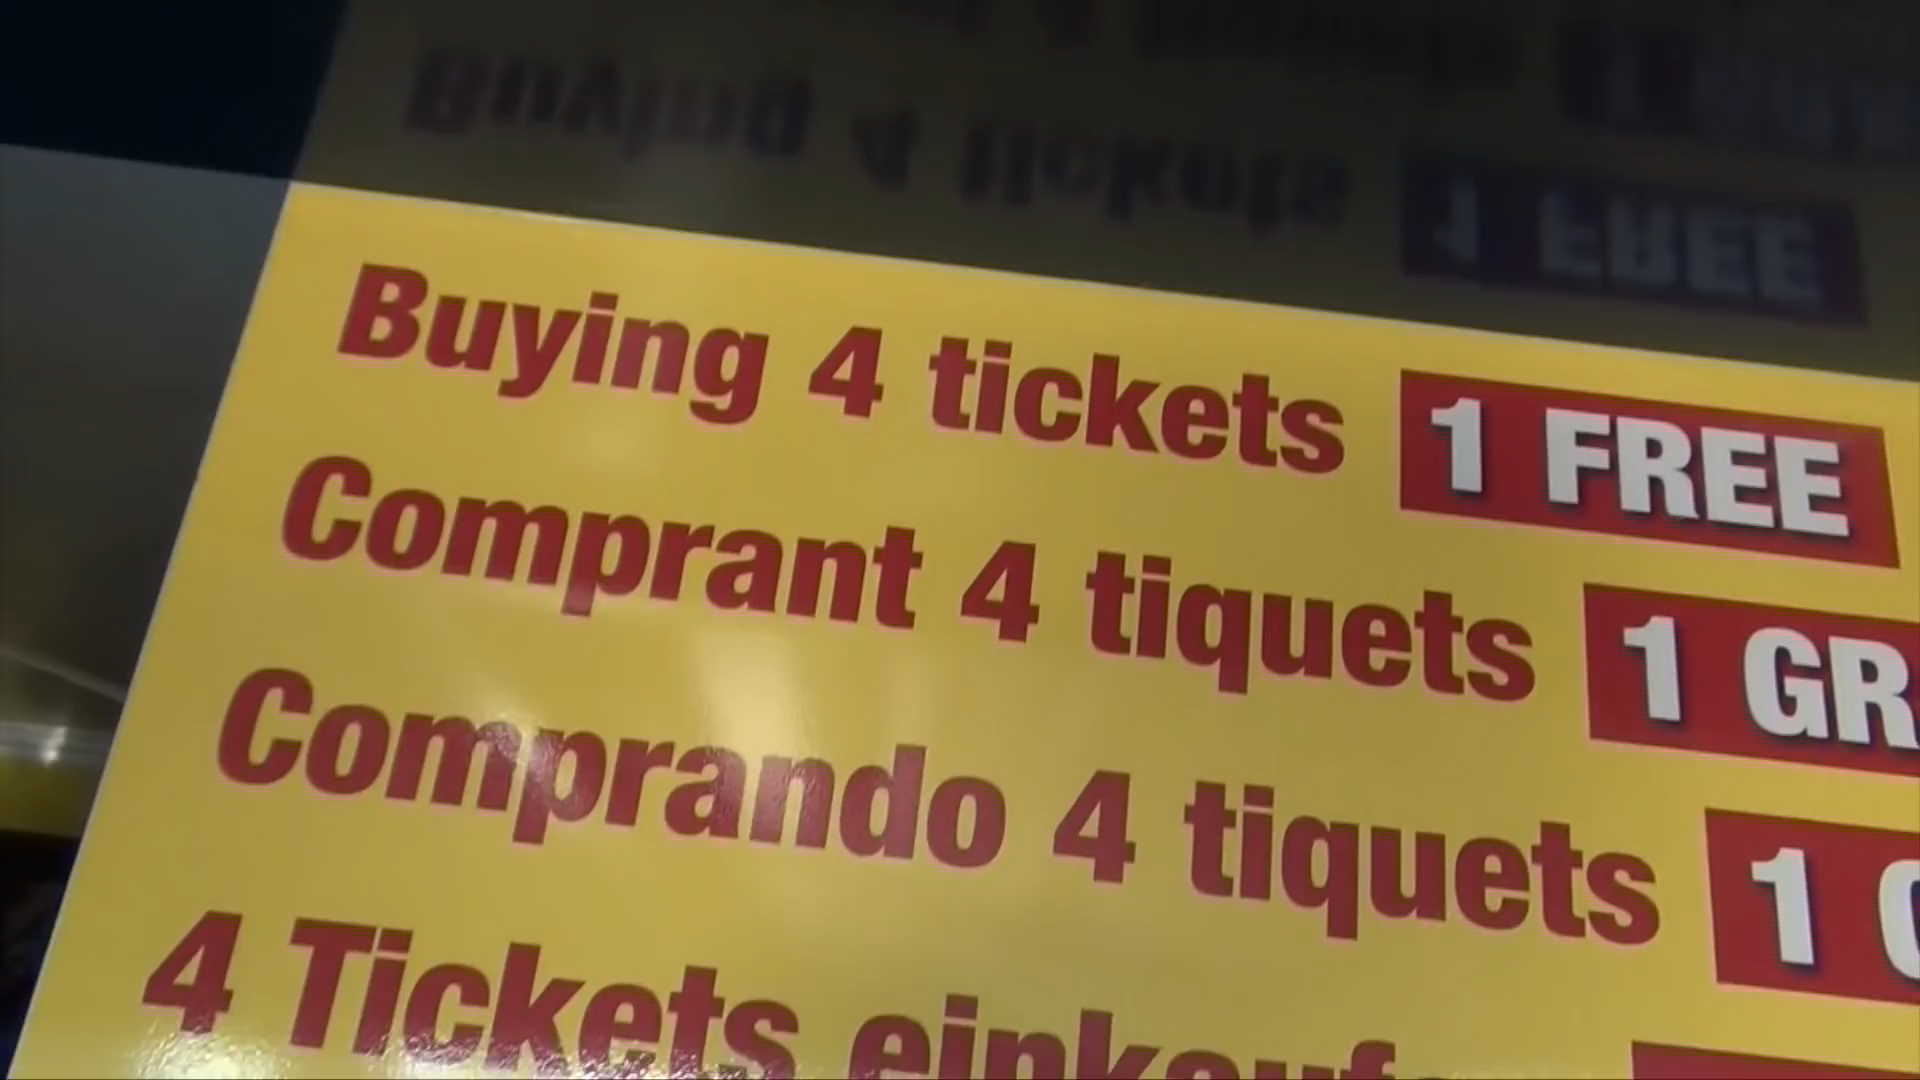 Buying 4 tickets 1 FREE
Comprant 4 tiquets 1 GR
Comprando 4 tiquets 1
4 Tickets